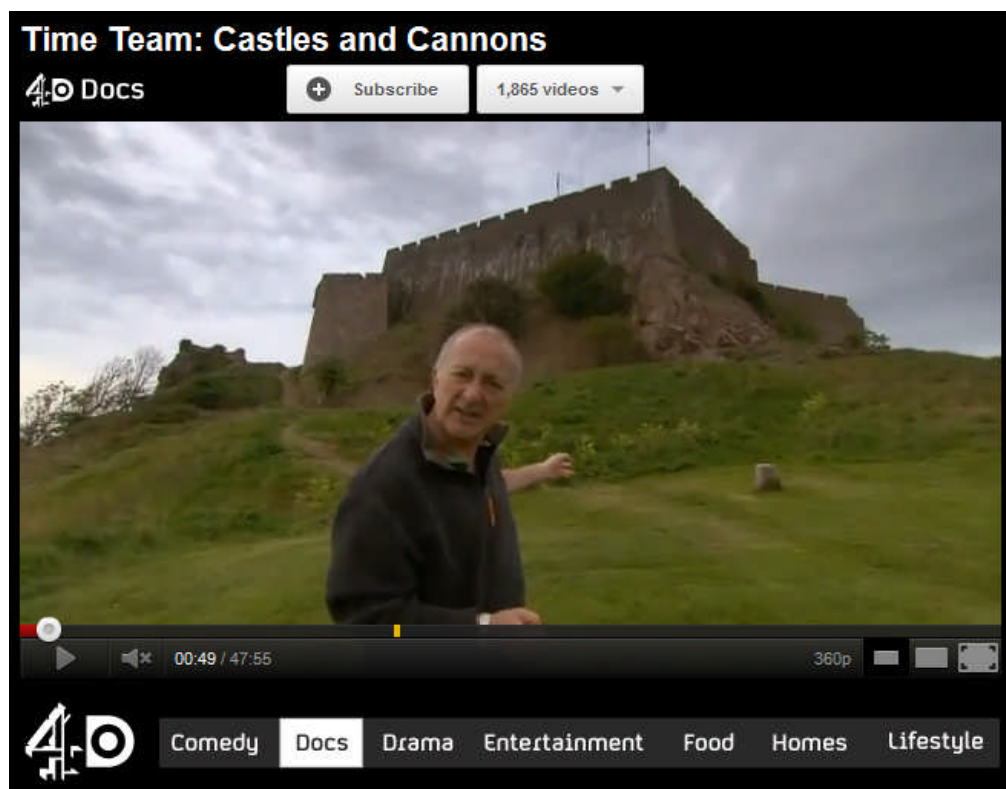 Time Team: Castles and Cannons
4oD Docs
Subscribe
1,865 videos
00:49 / 47:55
360p
4oD
Comedy Docs Drama Entertainment Food Homes Lifestyle